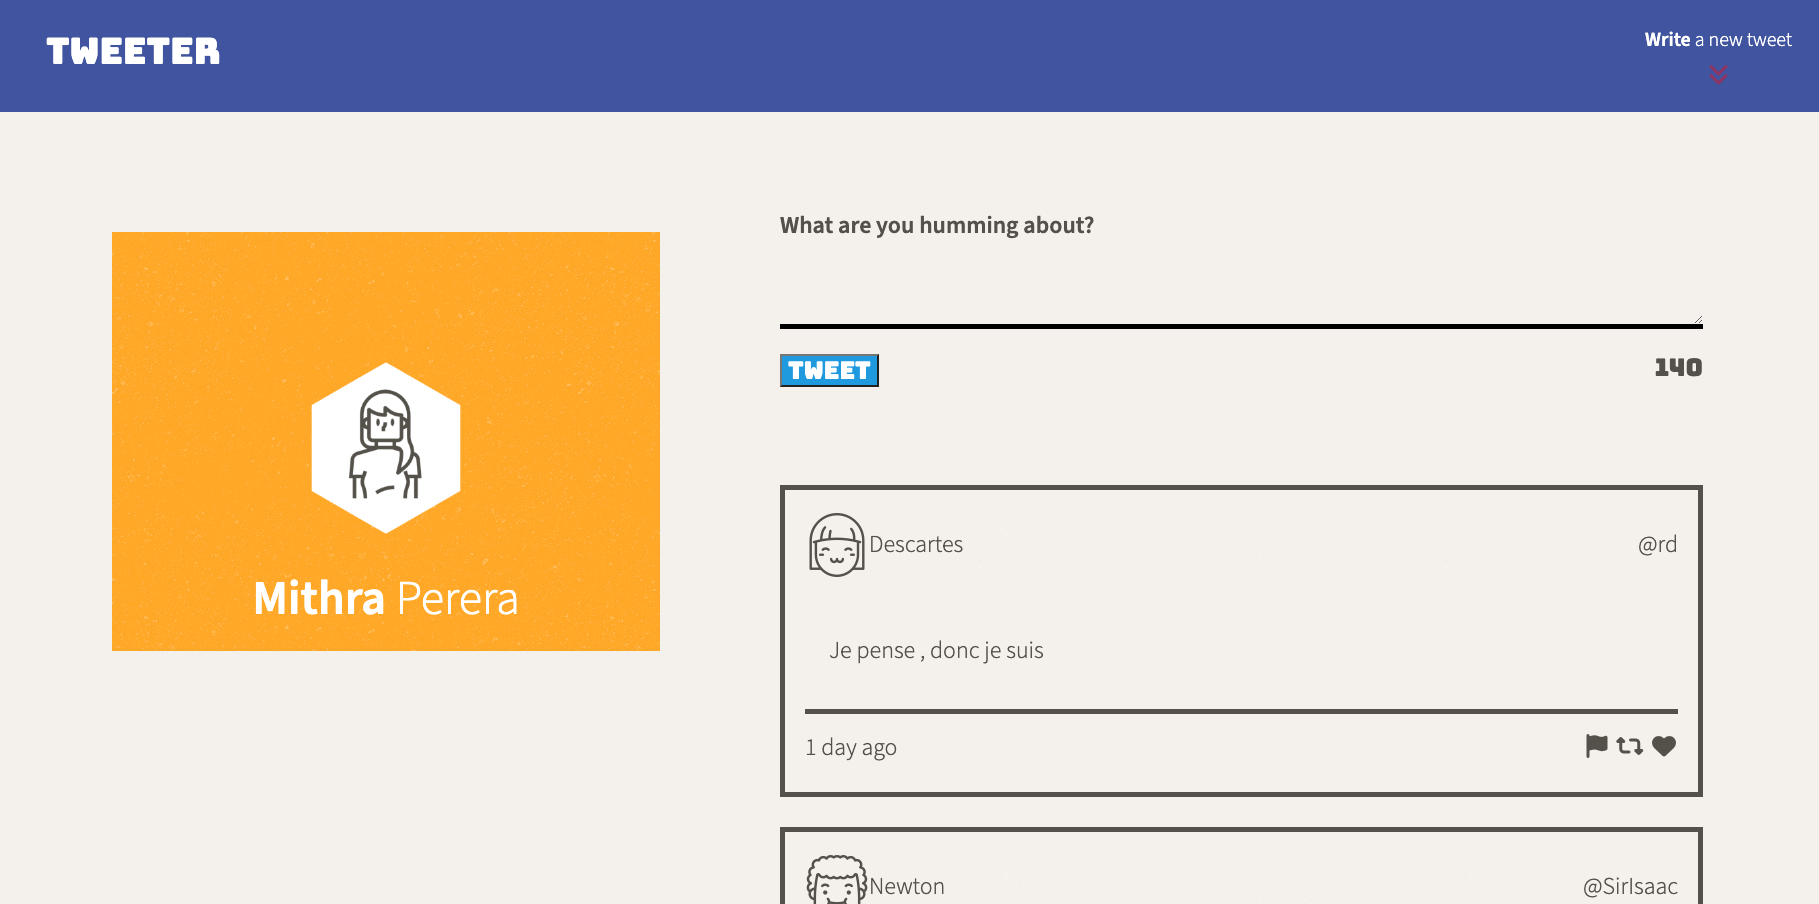 TWEETER
Write a new tweet
Mithra Perera
What are you humming about?
TWEET
140
Descartes
@rd
Je pense , donc je suis
1 day ago
Newton
@SirIsaac